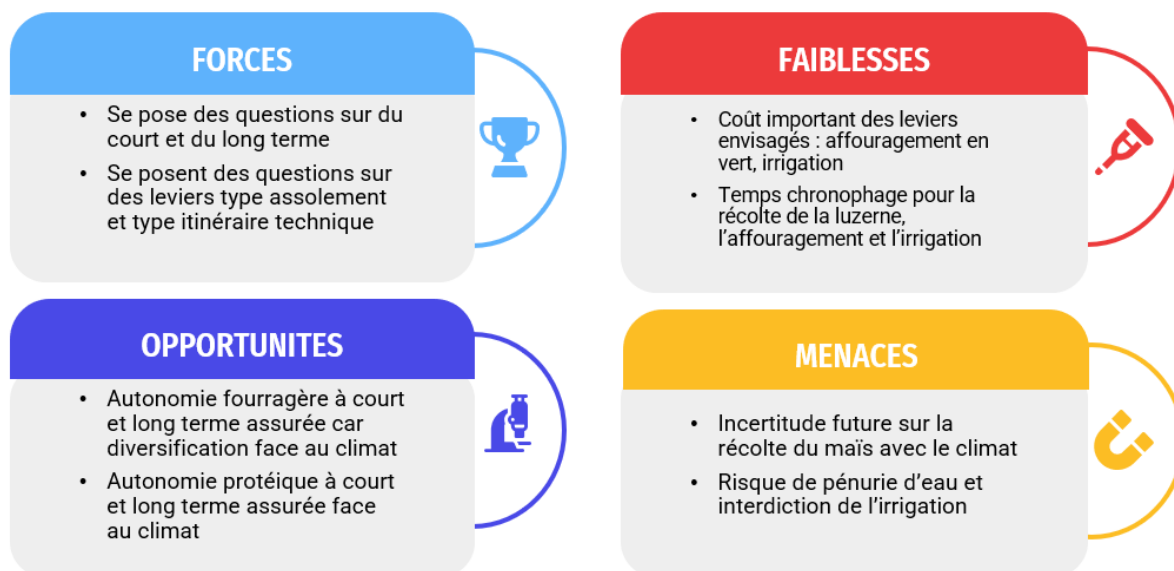 FORCES
• Se pose des questions sur du
court et du long terme
• Se posent des questions sur
des leviers type assolement
et type itinéraire technique
FAIBLESSES
• Coût important des leviers
envisagés : affouragement en
vert, irrigation
• Temps chronophage pour la
récolte de la luzerne,
l’affouragement et l’irrigation
OPPORTUNITES
• Autonomie fourragère à court
et long terme assurée car
diversification face au climat
• Autonomie protéique à court
et long terme assurée face
au climat
MENACES
• Incertitude future sur la
récolte du maïs avec le climat
• Risque de pénurie d’eau et
interdiction de l’irrigation